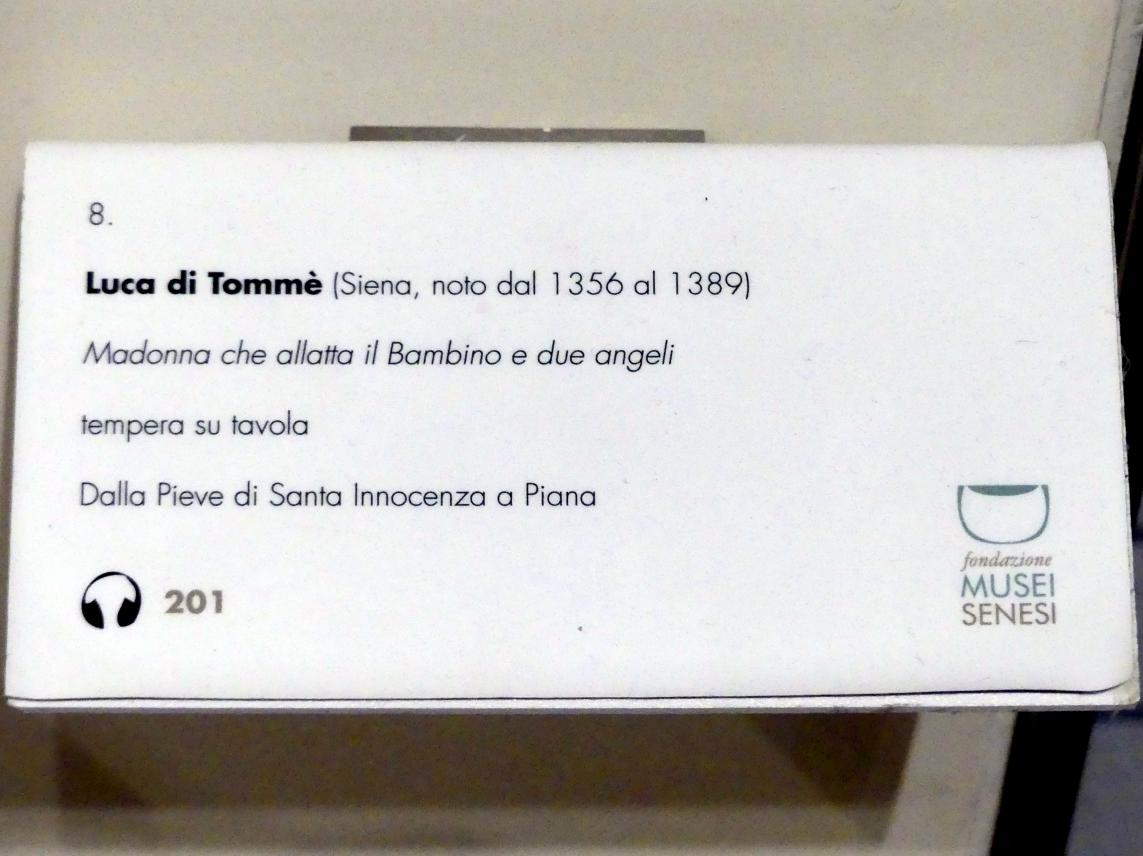 8.
Luca di Tommè (Siena, noto dal 1356 al 1389)
Madonna che allatta il Bambino e due angeli
tempera su tavola
Dalla Pieve di Santa Innocenza a Piana
201
fondazione
MUSEI
SENESI